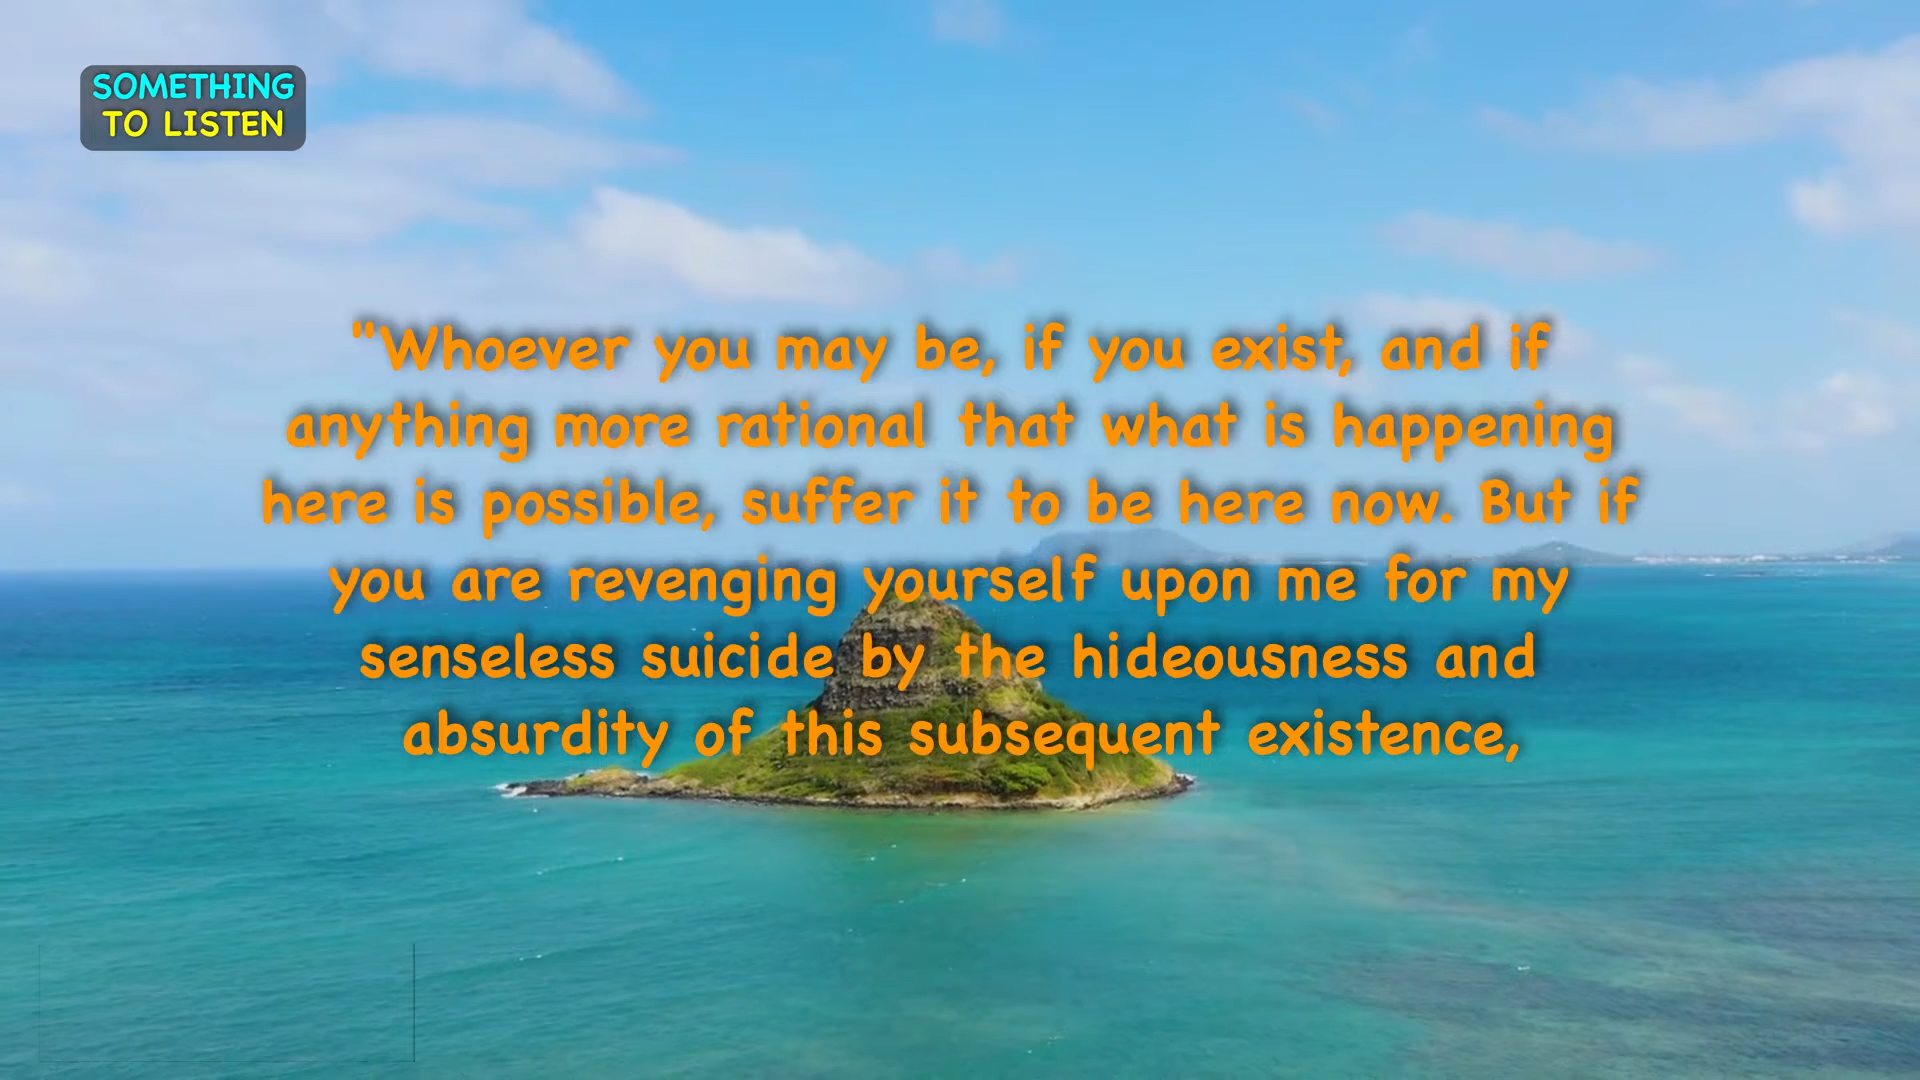 SOMETHING
TO LISTEN
"Whoever you may be, if you exist, and if
anything more rational that what is happening
here is possible, suffer it to be here now. But if
you are revenging yourself upon me for my
senseless suicide by the hideousness and
absurdity of this subsequent existence,